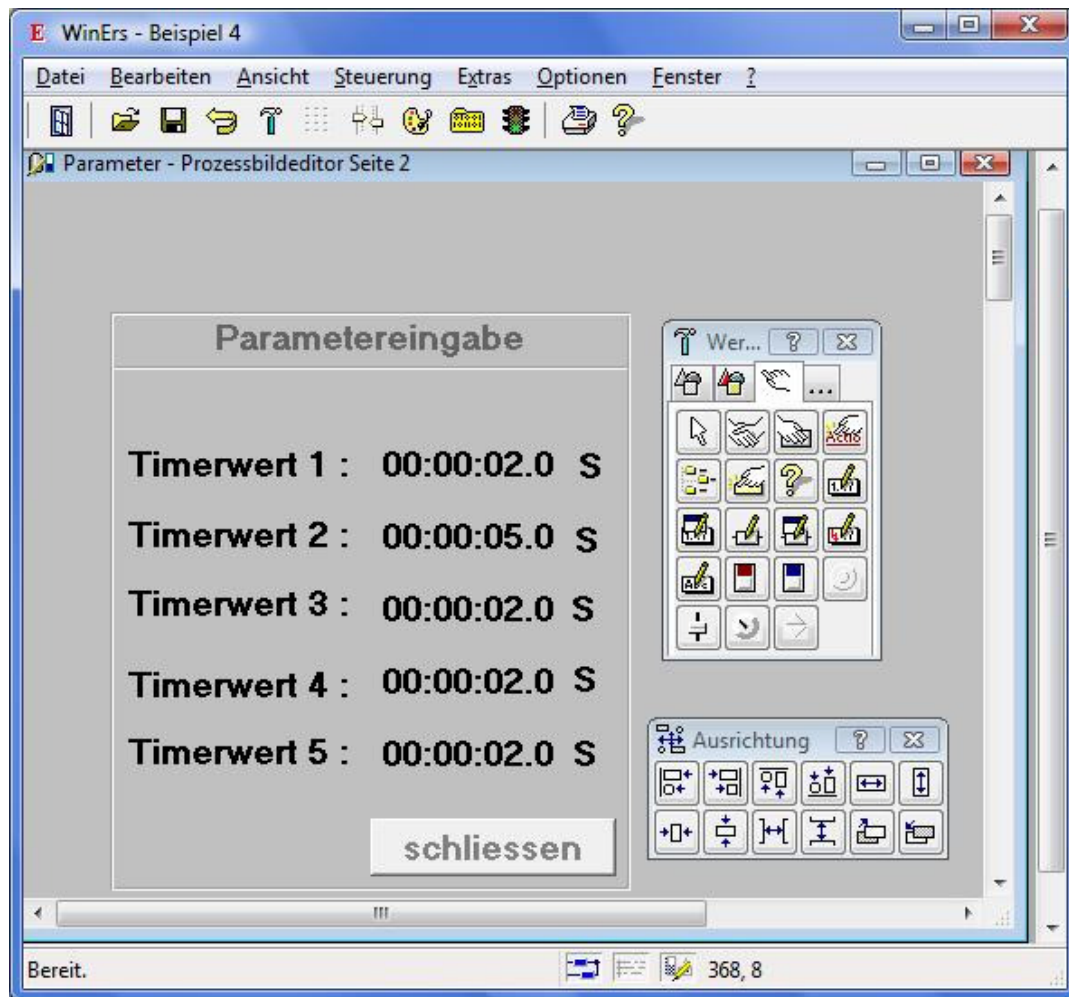 WinErs - Beispiel 4
Datei Bearbeiten Ansicht Steuerung Extras Optionen Fenster ?
Parameter - Prozessbildeditor Seite 2
Parametereingabe
Timerwert 1 : 00:00:02.0 S
Timerwert 2 : 00:00:05.0 S
Timerwert 3 : 00:00:02.0 S
Timerwert 4 : 00:00:02.0 S
Timerwert 5 : 00:00:02.0 S
schliessen
Wer...
...
Ausrichtung
Bereit. 368, 8